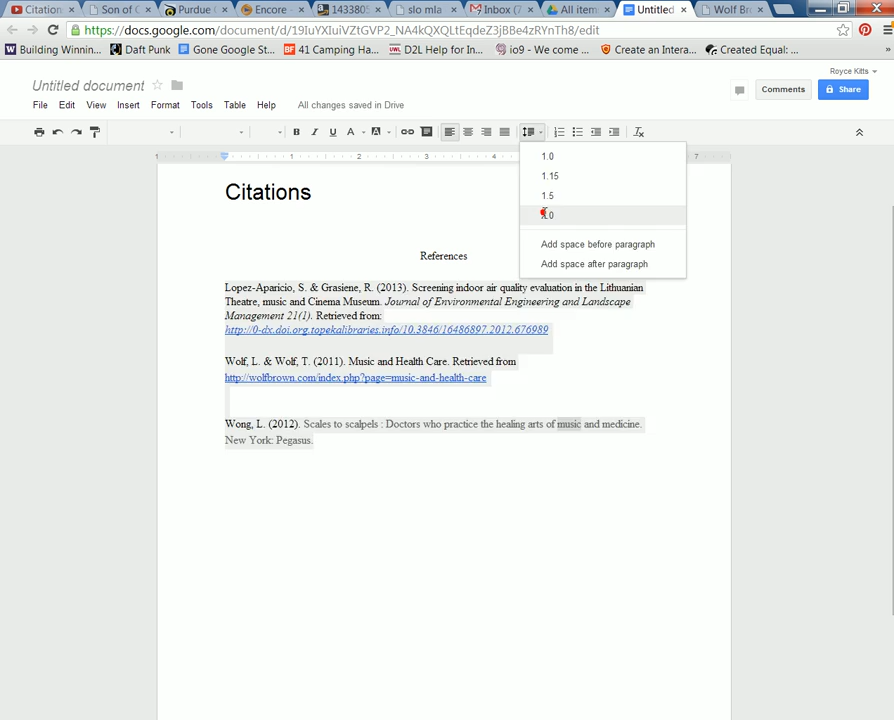 Citation
Son of C
Purdue
Encore –
1433805
slo mla
Inbox (7
All item
Untitled
Wolf Br
https://docs.google.com/document/d/19IuYXIuiVZtGVP2_NA4kQXQLtEqdeZ3jBBe4zRYnTh8/edit
Building Winnin...
Daft Punk
Gone Google St...
41 Camping H...
D2L Help for In...
io9 - We come ...
Create an Intera...
Created Equal: ...
Untitled document
Royce Kitts
Comments
Share
File Edit View Insert Format Tools Table Help All changes saved in Drive
B I U A A
1 1 2 3 4 7
1.0
1.15
1.5
Add space before paragraph
Add space after paragraph
Citations
References
Lopez-Aparicio, S. & Grasiene, R. (2013). Screening indoor air quality evaluation in the Lithuanian
Theatre, music and Cinema Museum. Journal of Environmental Engineering and Landscape
Management 21(1). Retrieved from:
http://0-dx.doi.org.topekalibraries.info/10.3846/16486897.2012.676989
Wolf, L. & Wolf, T. (2011). Music and Health Care. Retrieved from
http://wolfbrown.com/index.php?page=music-and-health-care
Wong, L. (2012). Scales to scalpels : Doctors who practice the healing arts of music and medicine.
New York: Pegasus.